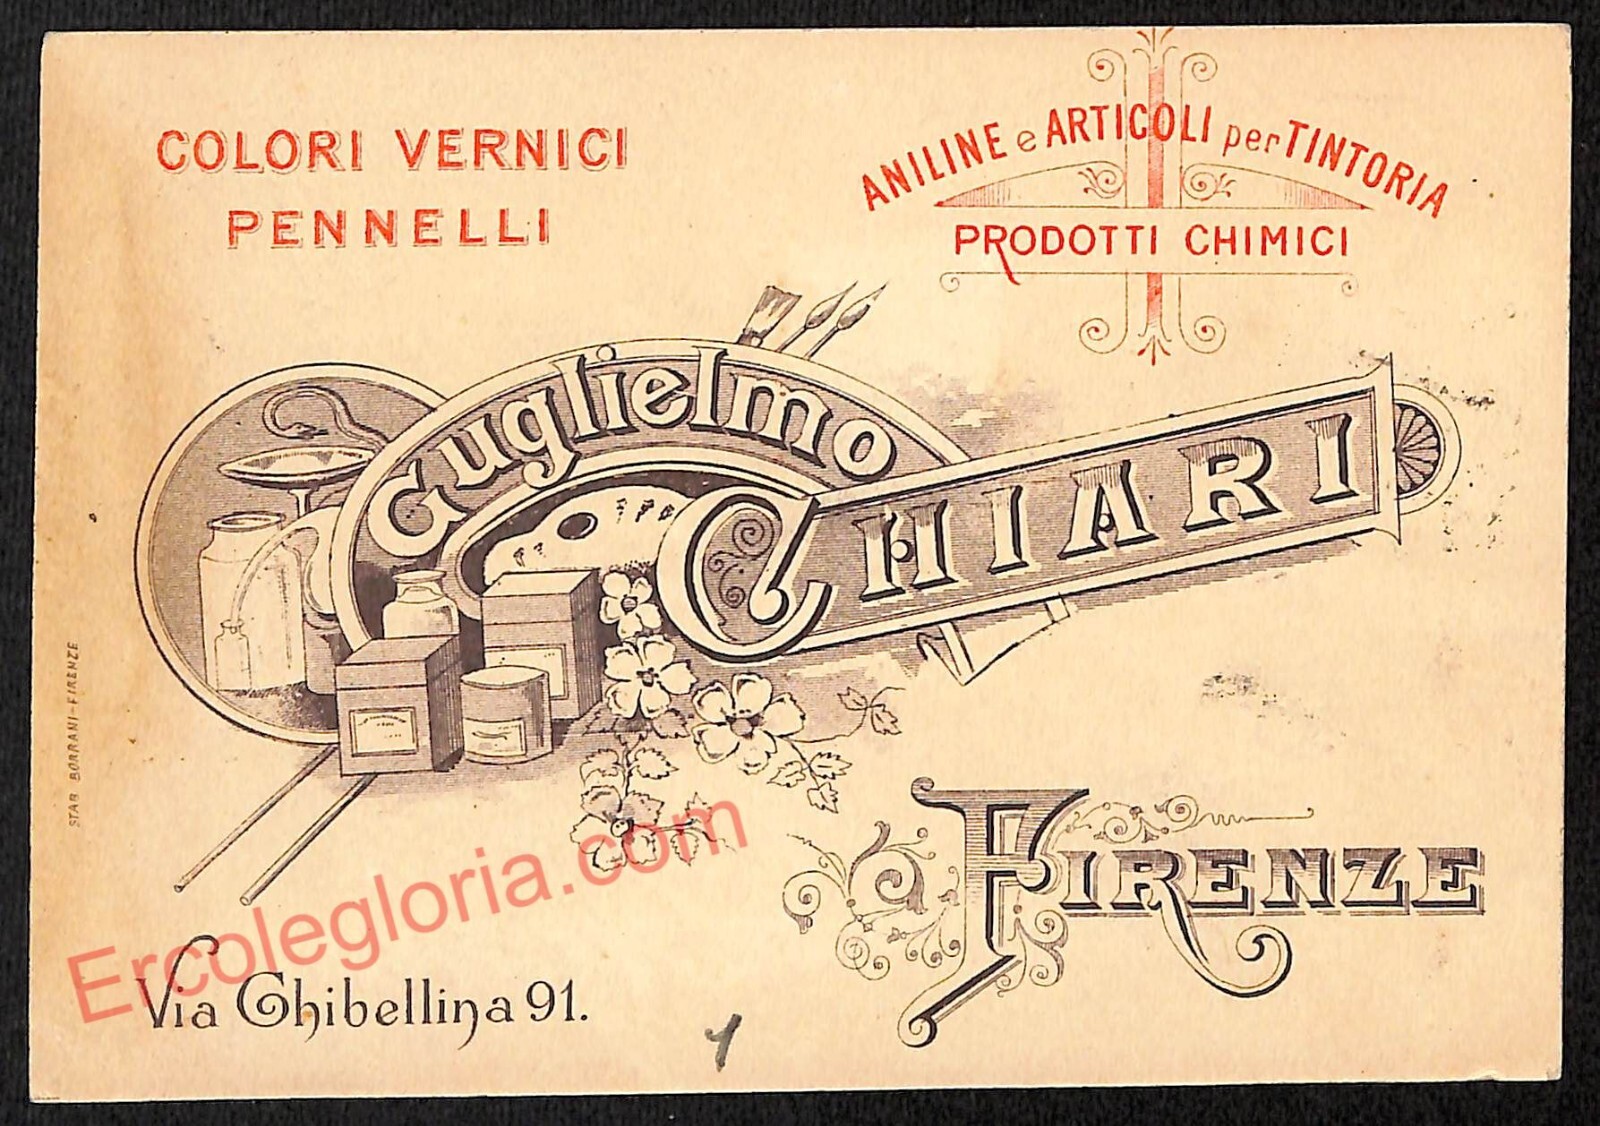 COLORI VERNICI
PENNELLI
ANILINE e ARTICOLI per TINTORIA
PRODOTTI CHIMICI
Guglielmo
CHIARI
FIRENZE
Via Ghibellina 91.
STAB BORRANI-FIRENZE
Ercolegloria.com
1